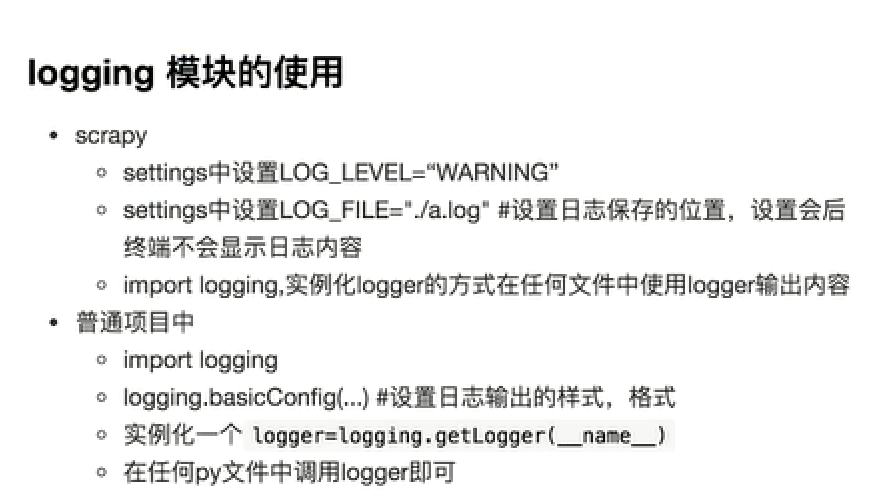 logging 模块的使用
• scrapy
◦ settings中设置LOG_LEVEL=“WARNING”
◦ settings中设置LOG_FILE="./a.log" #设置日志保存的位置，设置会后
终端不会显示日志内容
◦ import logging,实例化logger的方式在任何文件中使用logger输出内容
• 普通项目中
◦ import logging
◦ logging.basicConfig(...) #设置日志输出的样式，格式
◦ 实例化一个 logger=logging.getLogger(__name__)
◦ 在任何py文件中调用logger即可